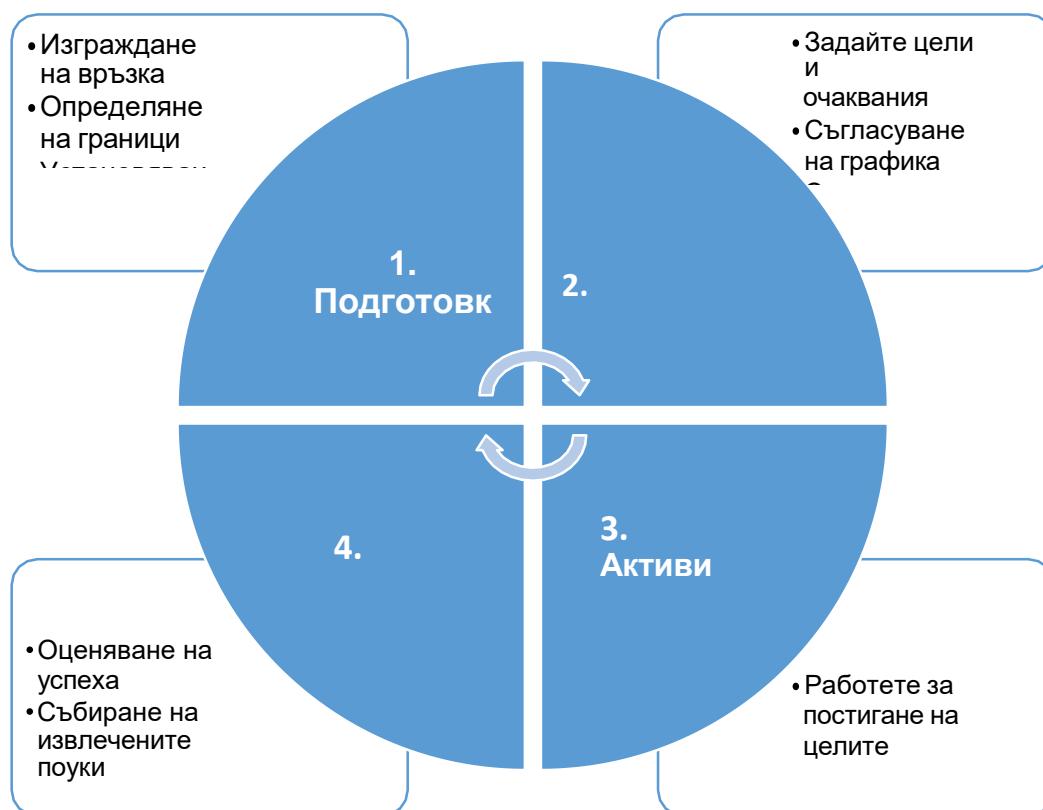 • Изграждане
на връзка
• Определяне
на границi
• Задайте цели
и
очаквания
• Съгласуване
на графика
1.
Подготовк
2.
3.
Активи
4.
• Оценяване на
успеха
• Събиране на
извлечените
поуки
• Работете за
постигане на
целите